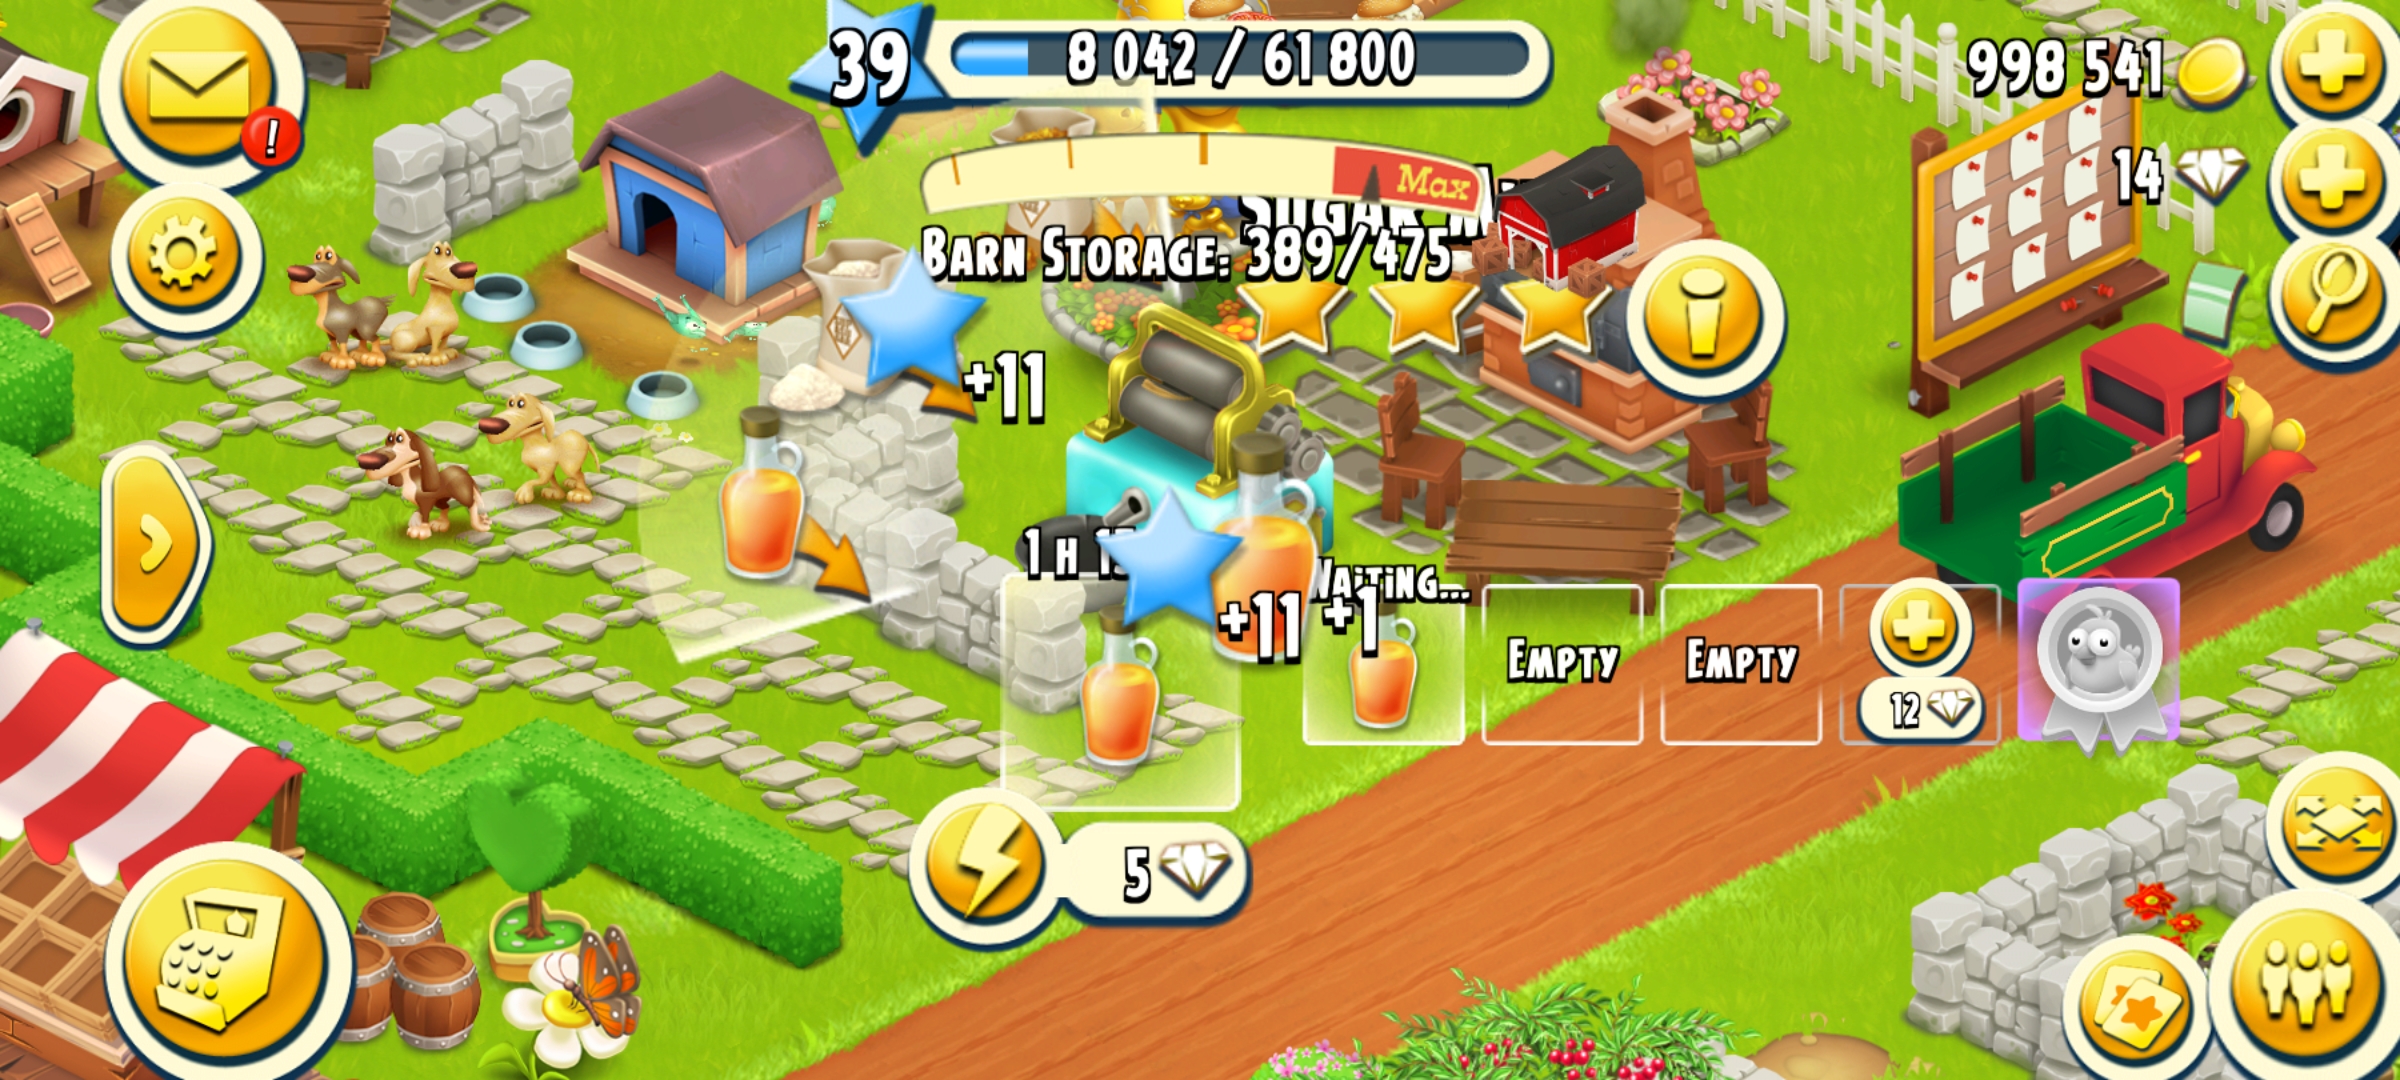 39
8 042 / 61 800
998 541
!
Max
14
SUGAR
BARN STORAGE: 389/475
+11
1 H
WAITING...
+11
+1
EMPTY
EMPTY
12
5